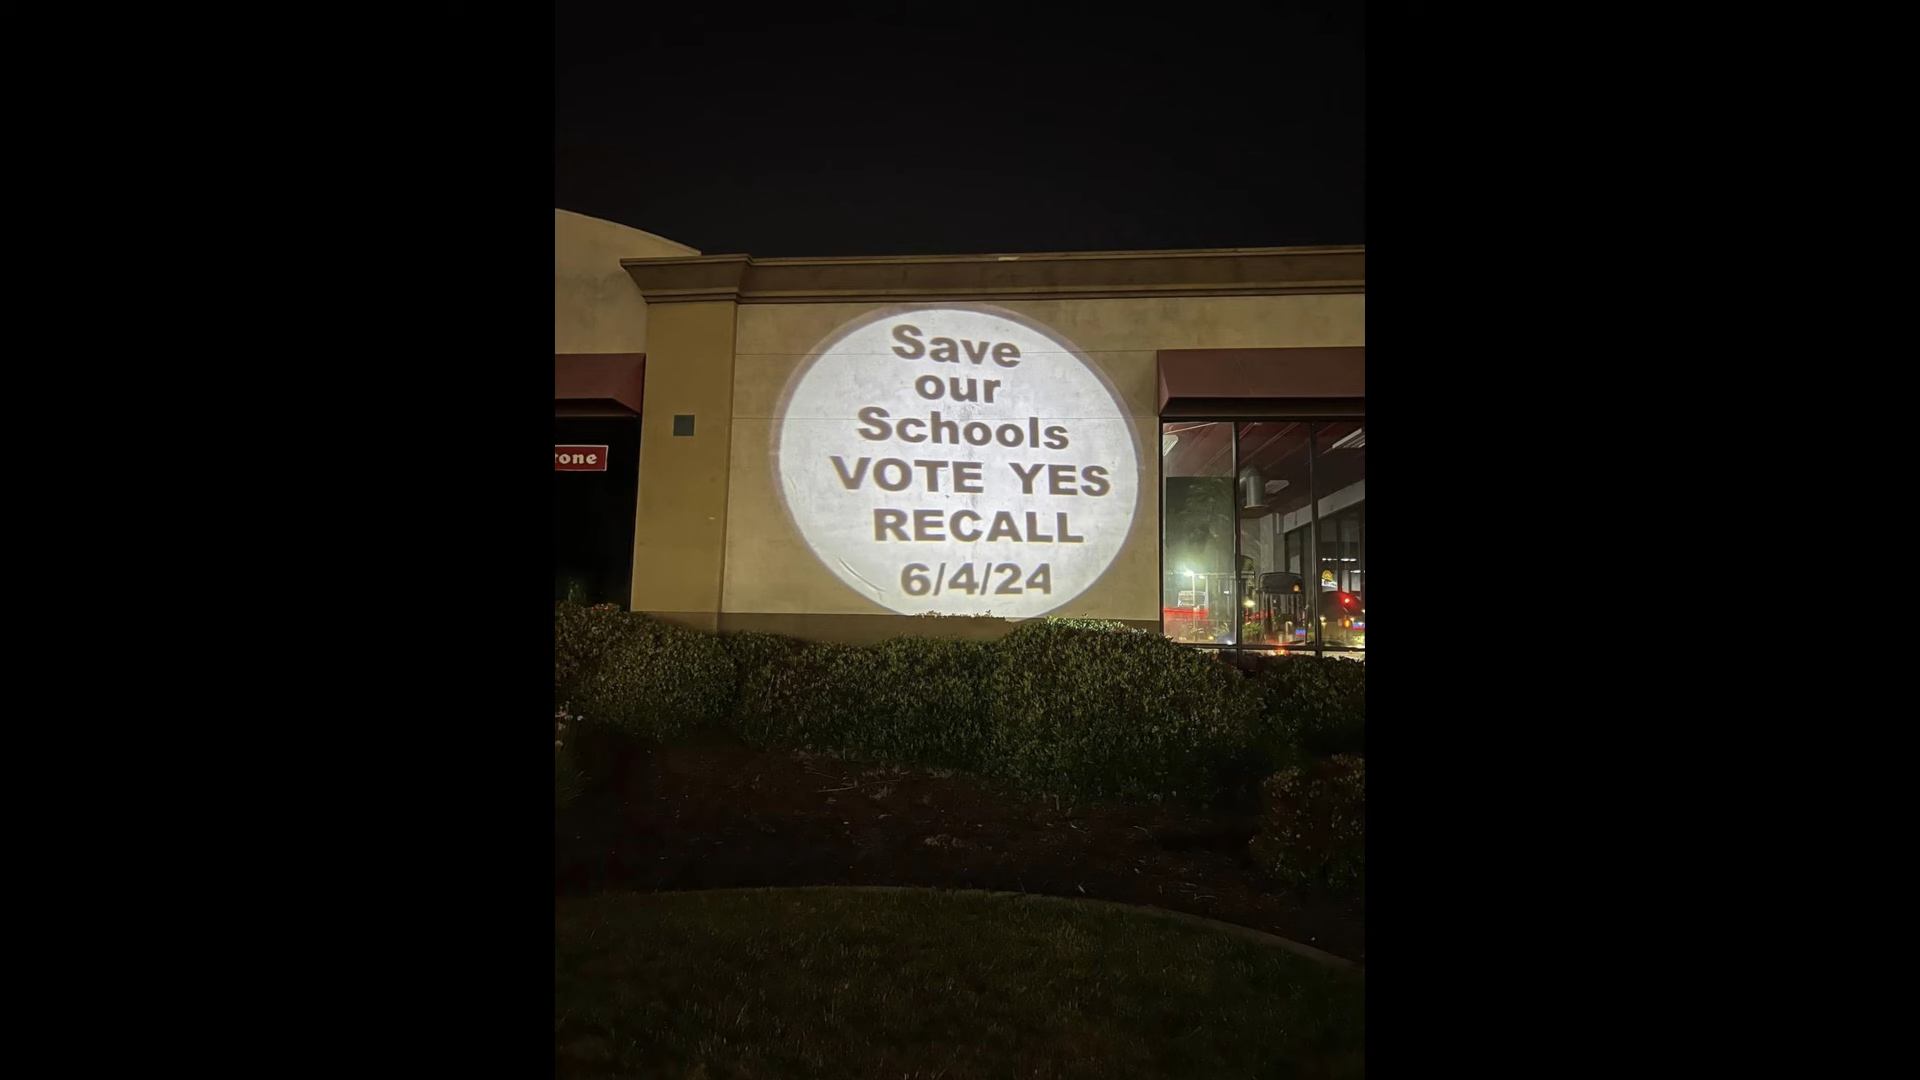 Save
our
Schools
VOTE YES
RECALL
6/4/24